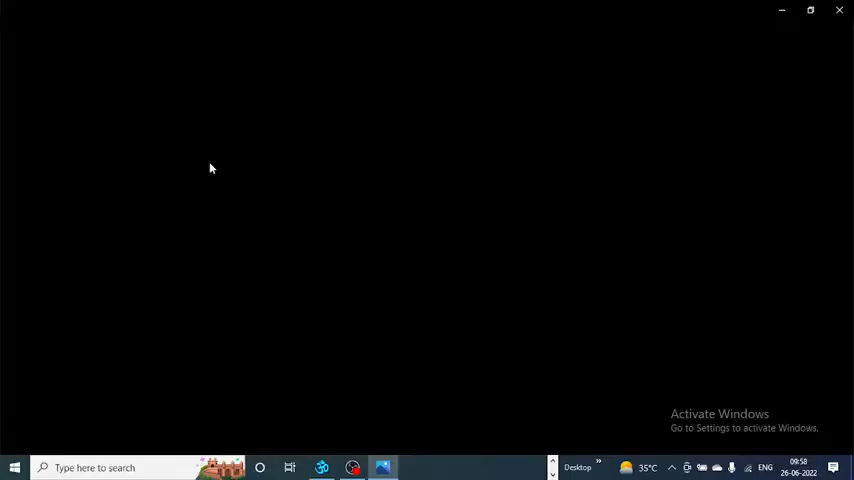 Activate Windows
Go to Settings to activate Windows.
Type here to search
Desktop
35°C
ENG
09:58
26-06-2022